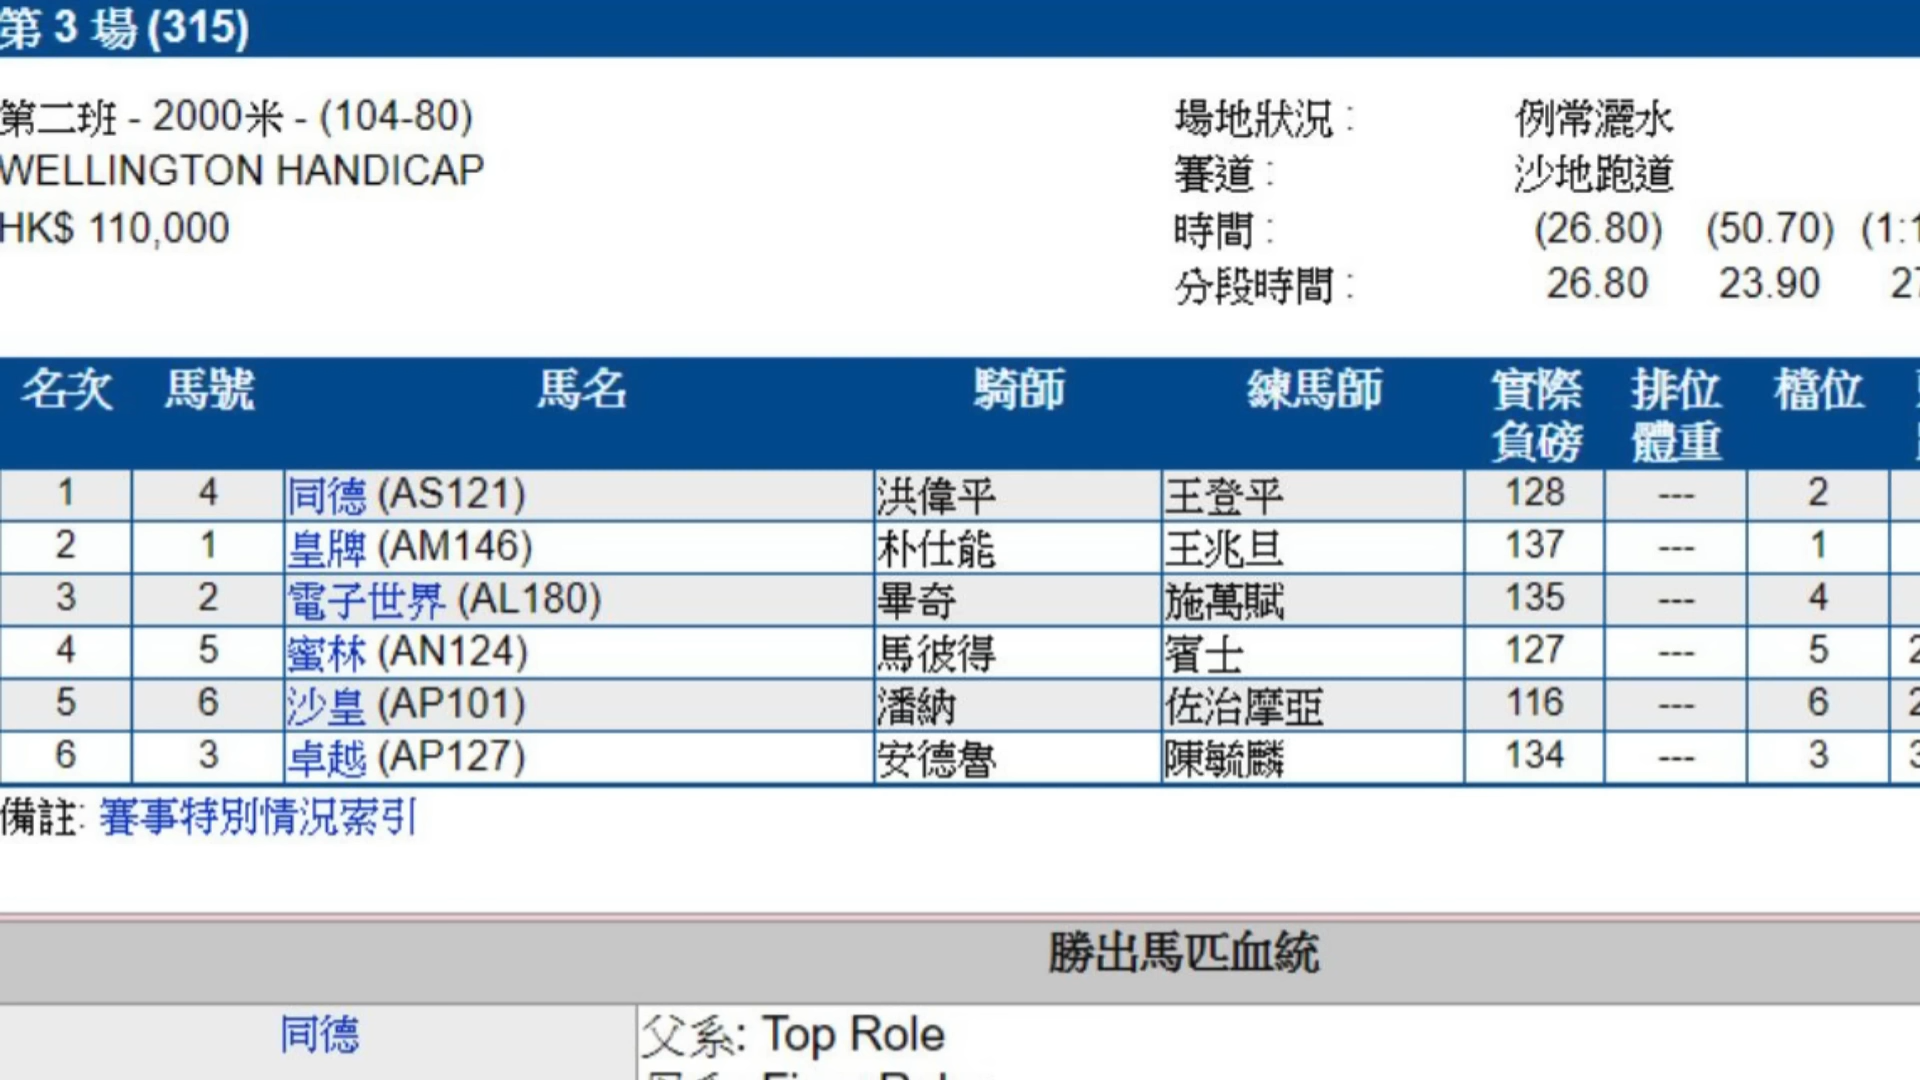 第 3 場 (315)
第二班 - 2000米 - (104-80)
場地狀況 : 例常灑水
WELLINGTON HANDICAP
賽道 : 沙地跑道
HK$ 110,000
時間 : (26.80) (50.70) (1:1
分段時間 : 26.80 23.90 27
名次 馬號 馬名 騎師 練馬師 實際負磅 排位體重 檔位
1 4 同德 (AS121) 洪偉平 王登平 128 --- 2
2 1 皇牌 (AM146) 朴仕能 王兆旦 137 --- 1
3 2 電子世界 (AL180) 畢奇 施萬賦 135 --- 4
4 5 蜜林 (AN124) 馬彼得 賓士 127 --- 5 2
5 6 沙皇 (AP101) 潘納 佐治摩亞 116 --- 6 2
6 3 卓越 (AP127) 安德魯 陳毓麟 134 --- 3 3
備註: 賽事特別情況索引
勝出馬匹血統
同德 父系: Top Role